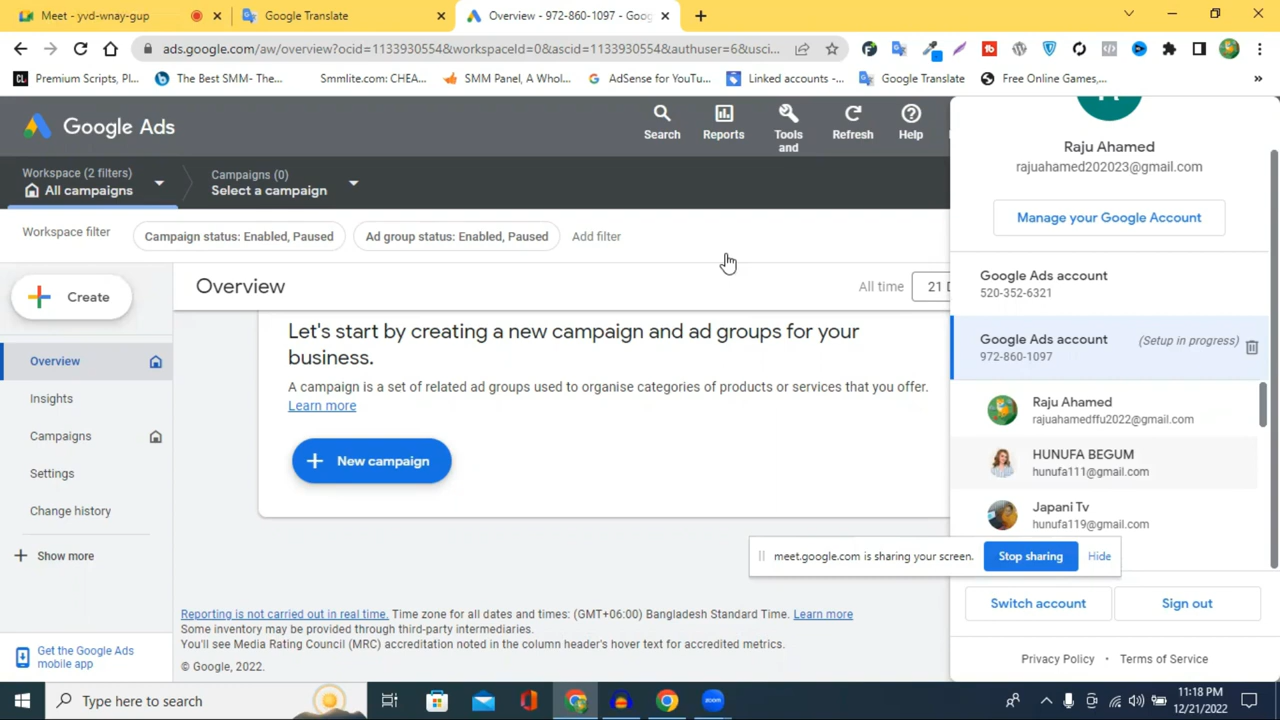 Meet - yvd-wnay-gup
Google Translate
Overview - 972-860-1097 - Goog
ads.google.com/aw/overview?ocid=1133930554&workspaceId=0&ascid=1133930554&authuser=6&usci...
Premium Scripts, Pl...
The Best SMM- The...
Smmlite.com: CHEA...
SMM Panel, A Whol...
AdSense for YouTu...
Linked accounts -...
Google Translate
Free Online Games,...
Google Ads
Search
Reports
Tools and
Refresh
Help
Workspace (2 filters)
All campaigns
Campaigns (0)
Select a campaign
Workspace filter
Campaign status: Enabled, Paused
Ad group status: Enabled, Paused
Add filter
Create
Overview
Insights
Campaigns
Settings
Change history
Show more
Get the Google Ads
mobile app
Overview
All time
21 D
Let's start by creating a new campaign and ad groups for your
business.
A campaign is a set of related ad groups used to organise categories of products or services that you offer.
Learn more
New campaign
Reporting is not carried out in real time. Time zone for all dates and times: (GMT+06:00) Bangladesh Standard Time. Learn more
Some inventory may be provided through third-party intermediaries.
You'll see Media Rating Council (MRC) accreditation noted in the column header's hover text for accredited metrics.
© Google, 2022.
Raju Ahamed
rajuahamed202023@gmail.com
Manage your Google Account
Google Ads account
520-352-6321
Google Ads account (Setup in progress)
972-860-1097
Raju Ahamed
rajuahamedffu2022@gmail.com
HUNUFA BEGUM
hunufa111@gmail.com
Japani Tv
hunufa119@gmail.com
meet.google.com is sharing your screen.
Stop sharing
Hide
Switch account
Sign out
Privacy Policy • Terms of Service
Type here to search
zoom
11:18 PM
12/21/2022